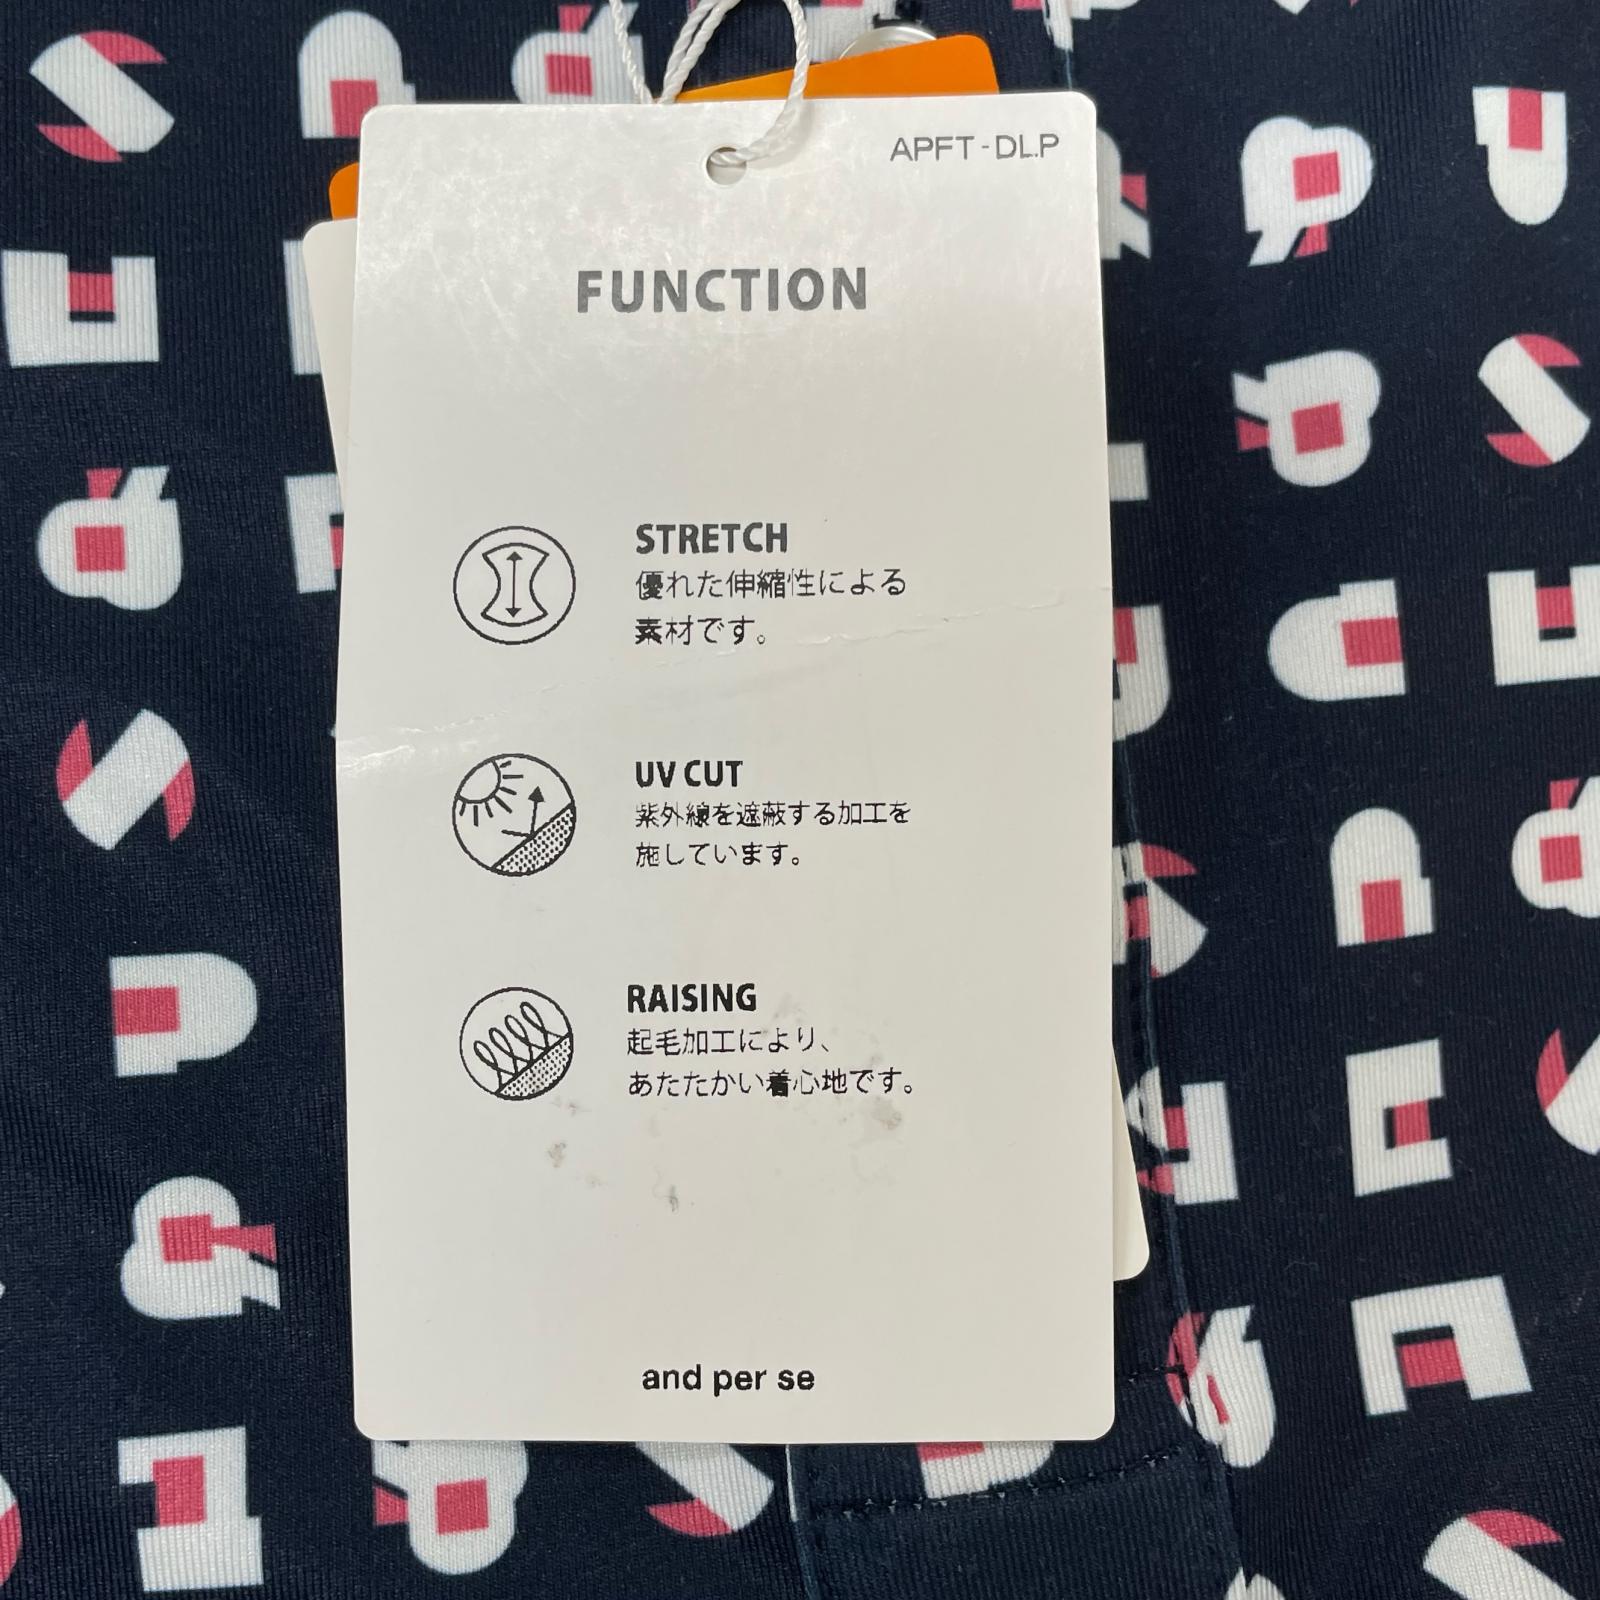 APFT-DL.P
FUNCTION
STRETCH
優れた伸縮性による
素材です。
UV CUT
紫外線を遮蔽する加工を
施しています。
RAISING
起毛加工により、
あたたかい着心地です。
and per se